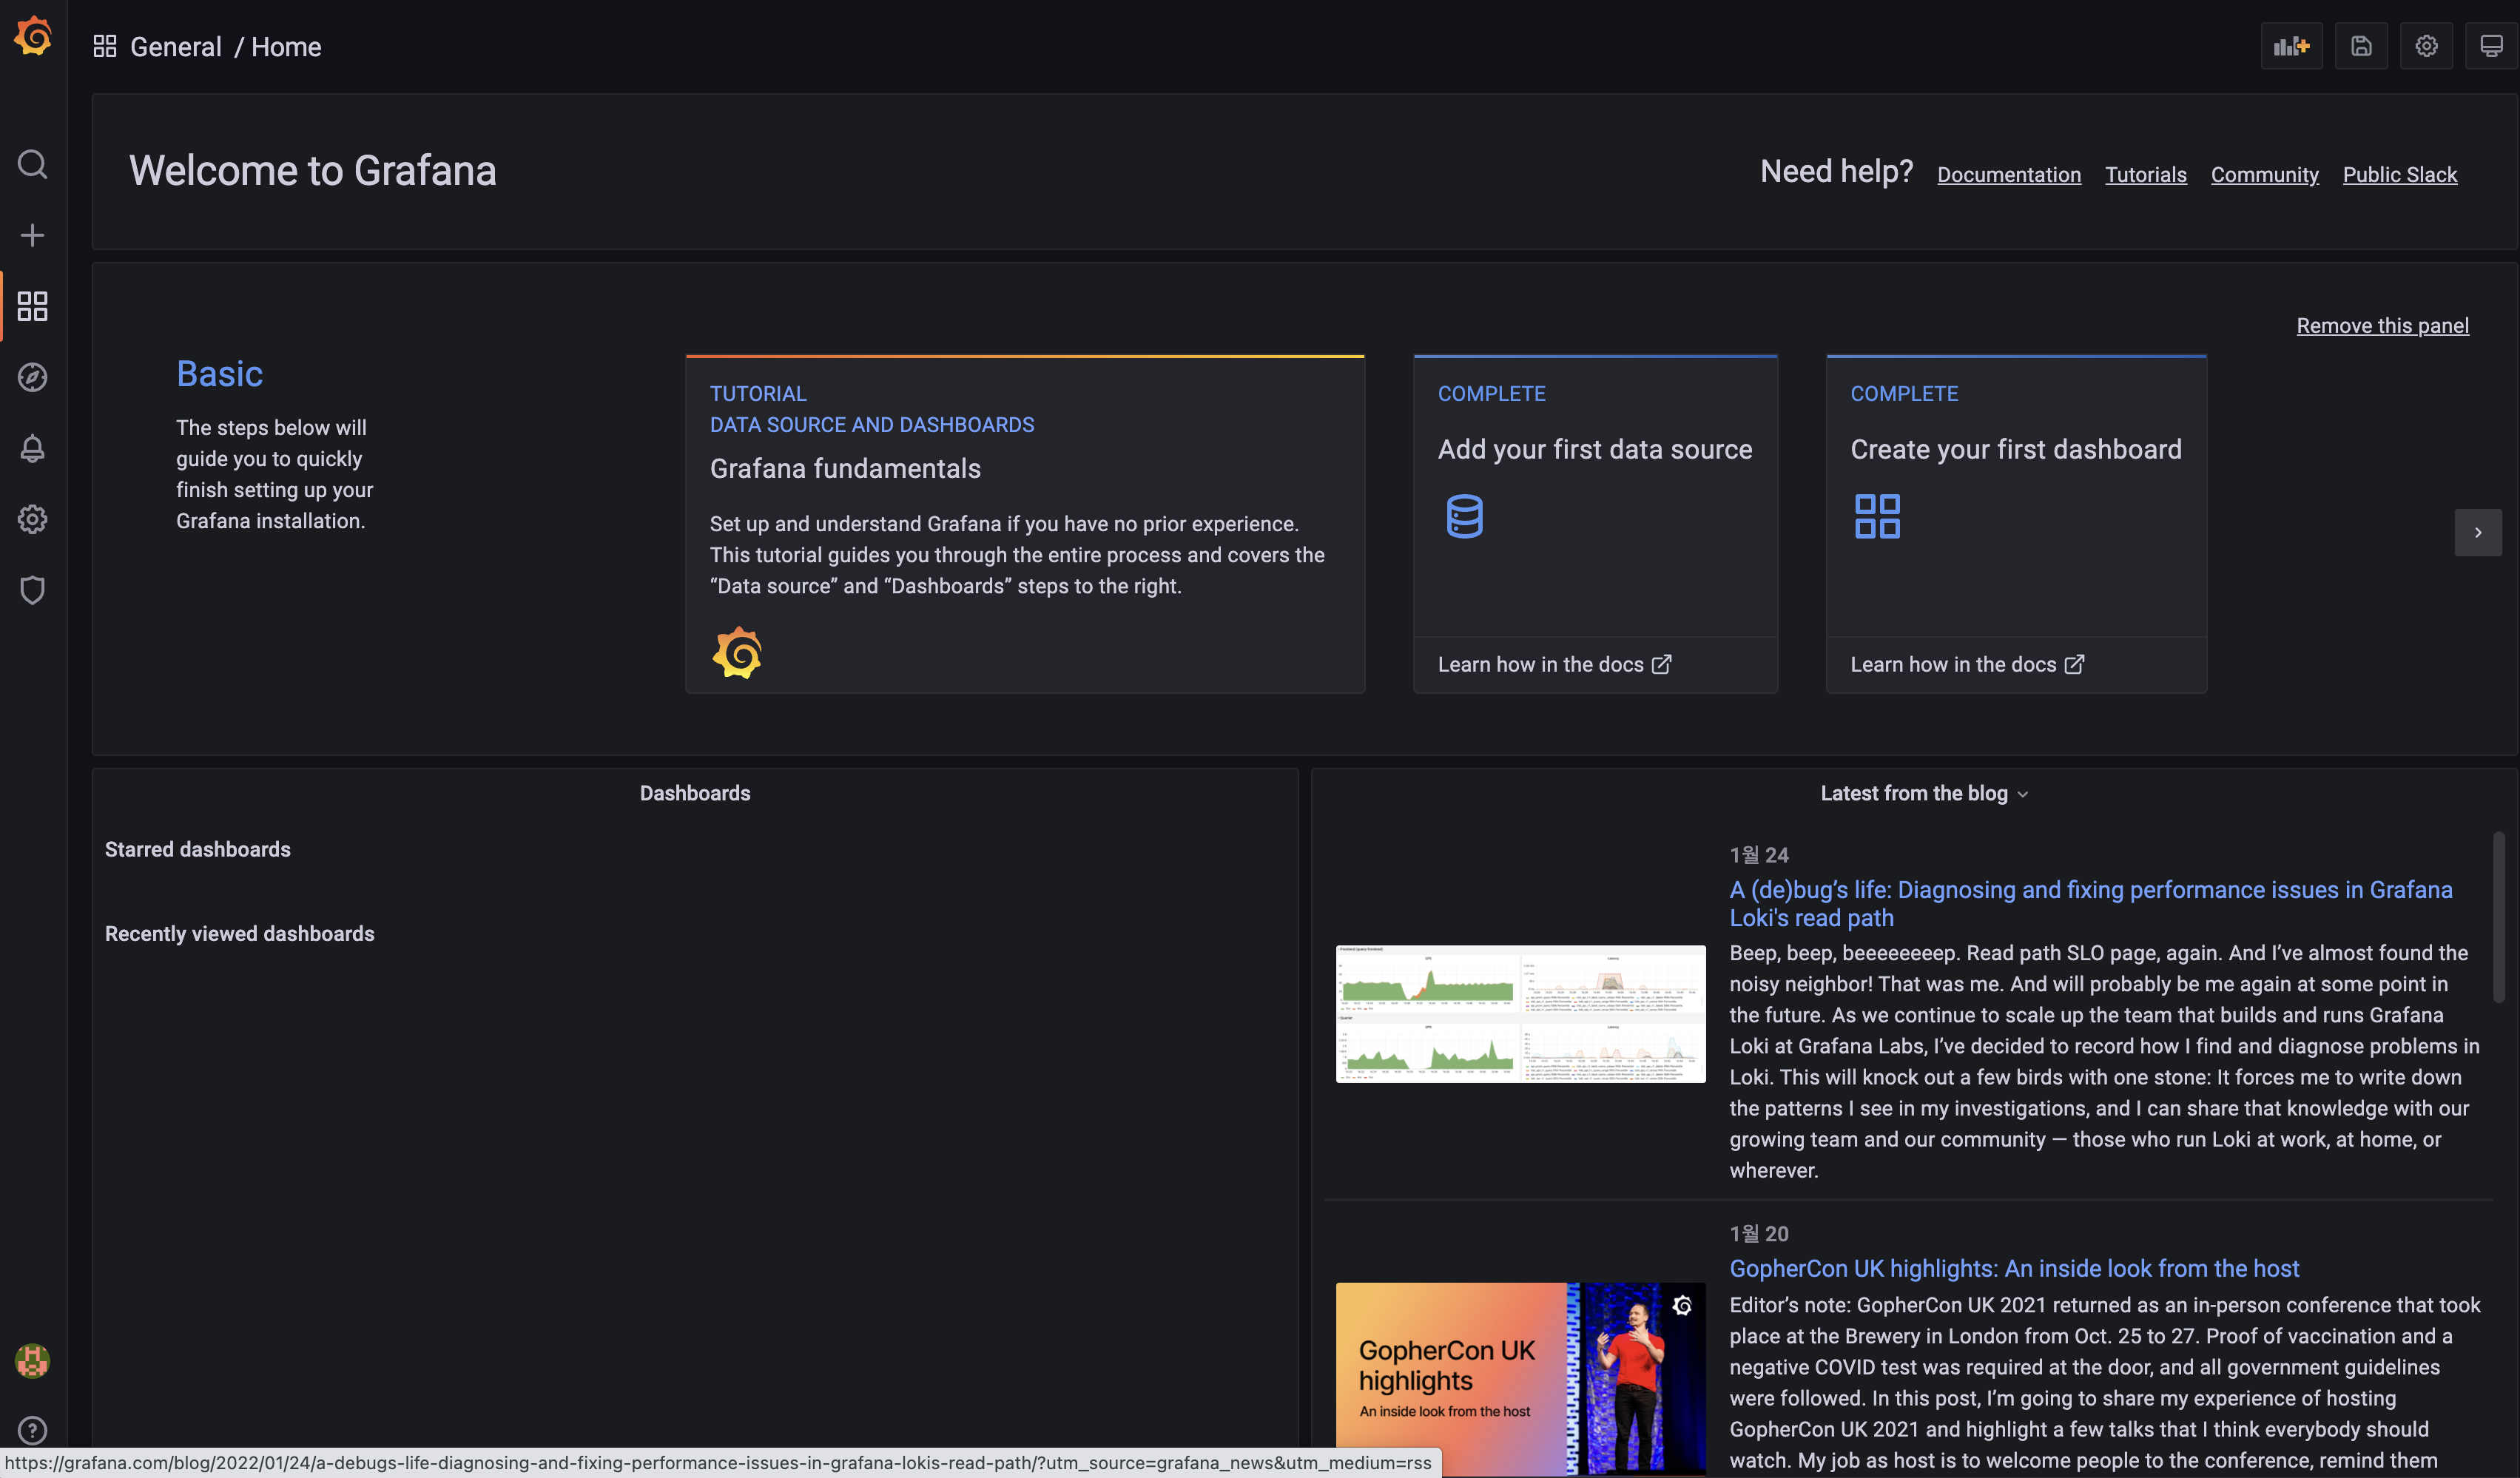 General / Home
Welcome to Grafana
Need help? Documentation Tutorials Community Public Slack
Remove this panel
Basic
The steps below will
guide you to quickly
finish setting up your
Grafana installation.
TUTORIAL
DATA SOURCE AND DASHBOARDS
Grafana fundamentals
Set up and understand Grafana if you have no prior experience.
This tutorial guides you through the entire process and covers the
“Data source” and “Dashboards” steps to the right.
COMPLETE
Add your first data source
Learn how in the docs
COMPLETE
Create your first dashboard
Learn how in the docs
Dashboards
Starred dashboards
Recently viewed dashboards
Latest from the blog
1월 24
A (de)bug’s life: Diagnosing and fixing performance issues in Grafana
Loki's read path
Beep, beep, beeeeeeeep. Read path SLO page, again. And I’ve almost found the
noisy neighbor! That was me. And will probably be me again at some point in
the future. As we continue to scale up the team that builds and runs Grafana
Loki at Grafana Labs, I’ve decided to record how I find and diagnose problems in
Loki. This will knock out a few birds with one stone: It forces me to write down
the patterns I see in my investigations, and I can share that knowledge with our
growing team and our community — those who run Loki at work, at home, or
wherever.
1월 20
GopherCon UK highlights: An inside look from the host
GopherCon UK
highlights
An inside look from the host
Editor’s note: GopherCon UK 2021 returned as an in-person conference that took
place at the Brewery in London from Oct. 25 to 27. Proof of vaccination and a
negative COVID test was required at the door, and all government guidelines
were followed. In this post, I’m going to share my experience of hosting
GopherCon UK 2021 and highlight a few talks that I think everybody should
watch. My job as host is to welcome people to the conference, remind them
https://grafana.com/blog/2022/01/24/a-debugs-life-diagnosing-and-fixing-performance-issues-in-grafana-lokis-read-path/?utm_source=grafana_news&utm_medium=rss